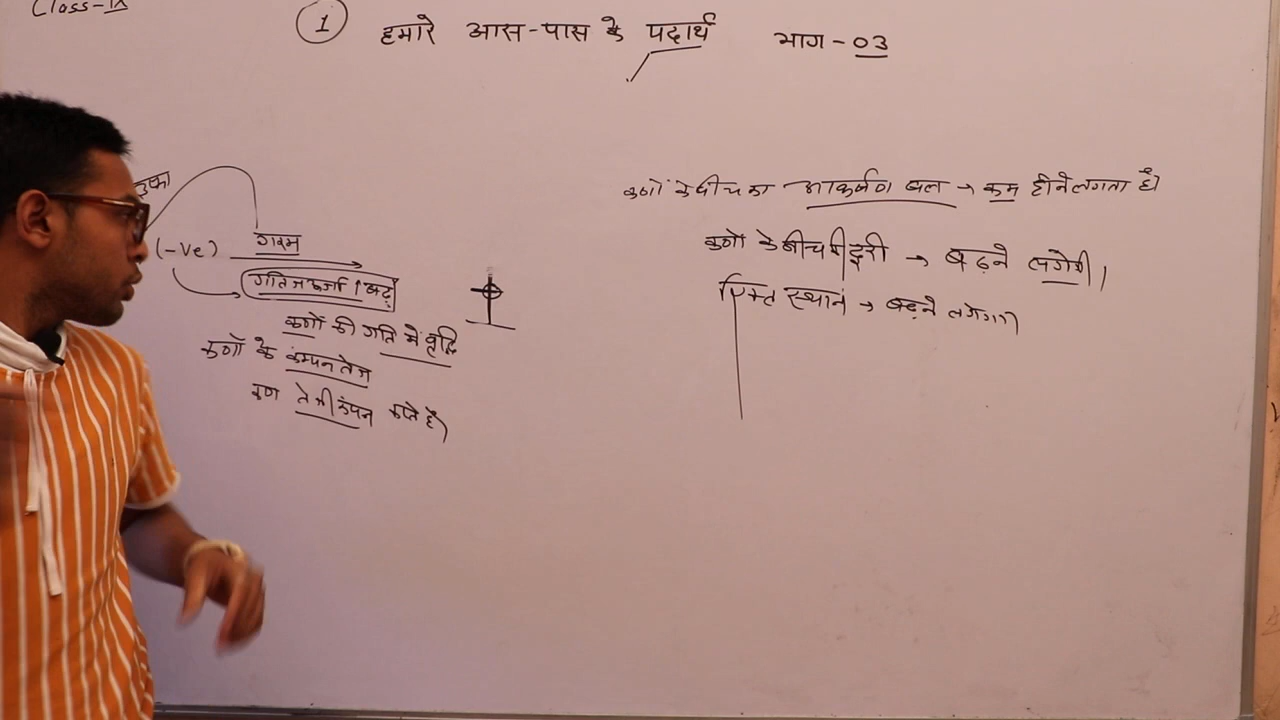 Class-IX
1 हमारे आस-पास के पदार्थ भाग-03
(-Ve) गरम
गतिज ऊर्जा
कणों की गति में वृद्धि
कणों के कम्पन तेज
कण तेजी कंपन करते है।
कणों के बीच का आकर्षण बल → कम होने लगता है।
कणों के बीच की दूरी → बढ़ने लगेगी।
रिक्त स्थान → बढ़ने लगेगा।